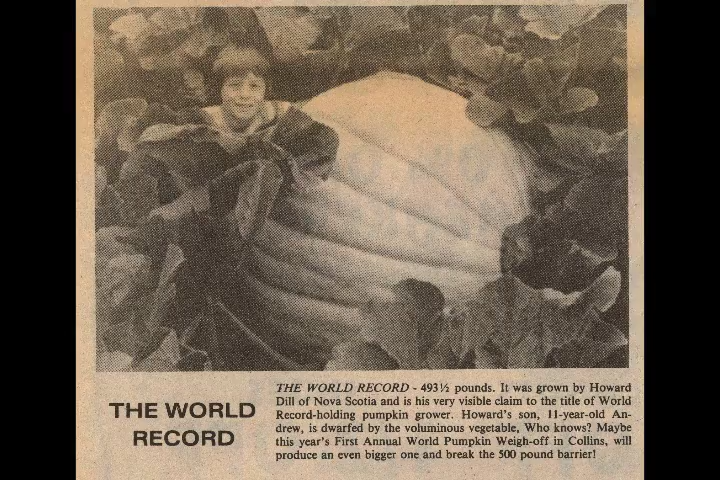 THE WORLD
RECORD
THE WORLD RECORD - 493½ pounds. It was grown by Howard
Dill of Nova Scotia and is his very visible claim to the title of World
Record-holding pumpkin grower. Howard's son, 11-year-old An-
drew, is dwarfed by the voluminous vegetable, Who knows? Maybe
this year's First Annual World Pumpkin Weigh-off in Collins, will
produce an even bigger one and break the 500 pound barrier!